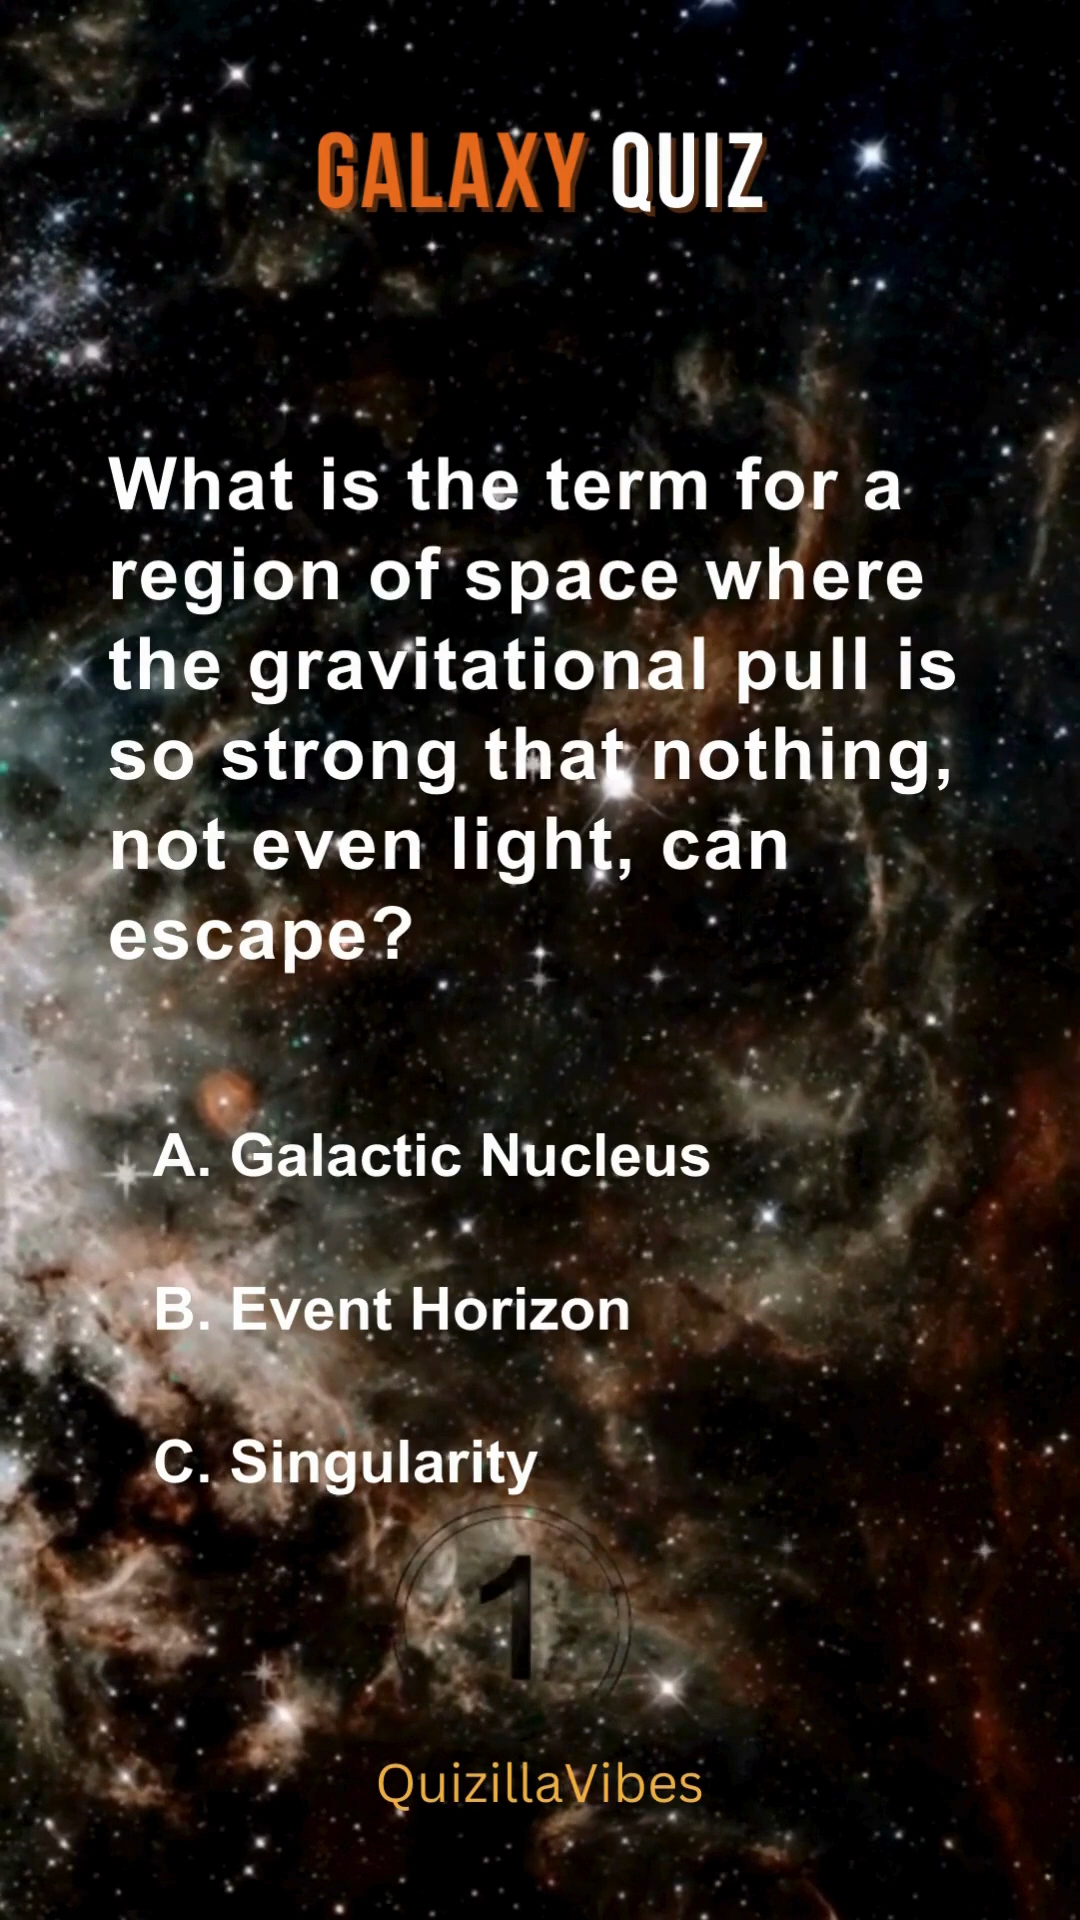 GALAXY QUIZ
What is the term for a
region of space where
the gravitational pull is
so strong that nothing,
not even light, can
escape?
A. Galactic Nucleus
B. Event Horizon
C. Singularity
1
QuizillaVibes